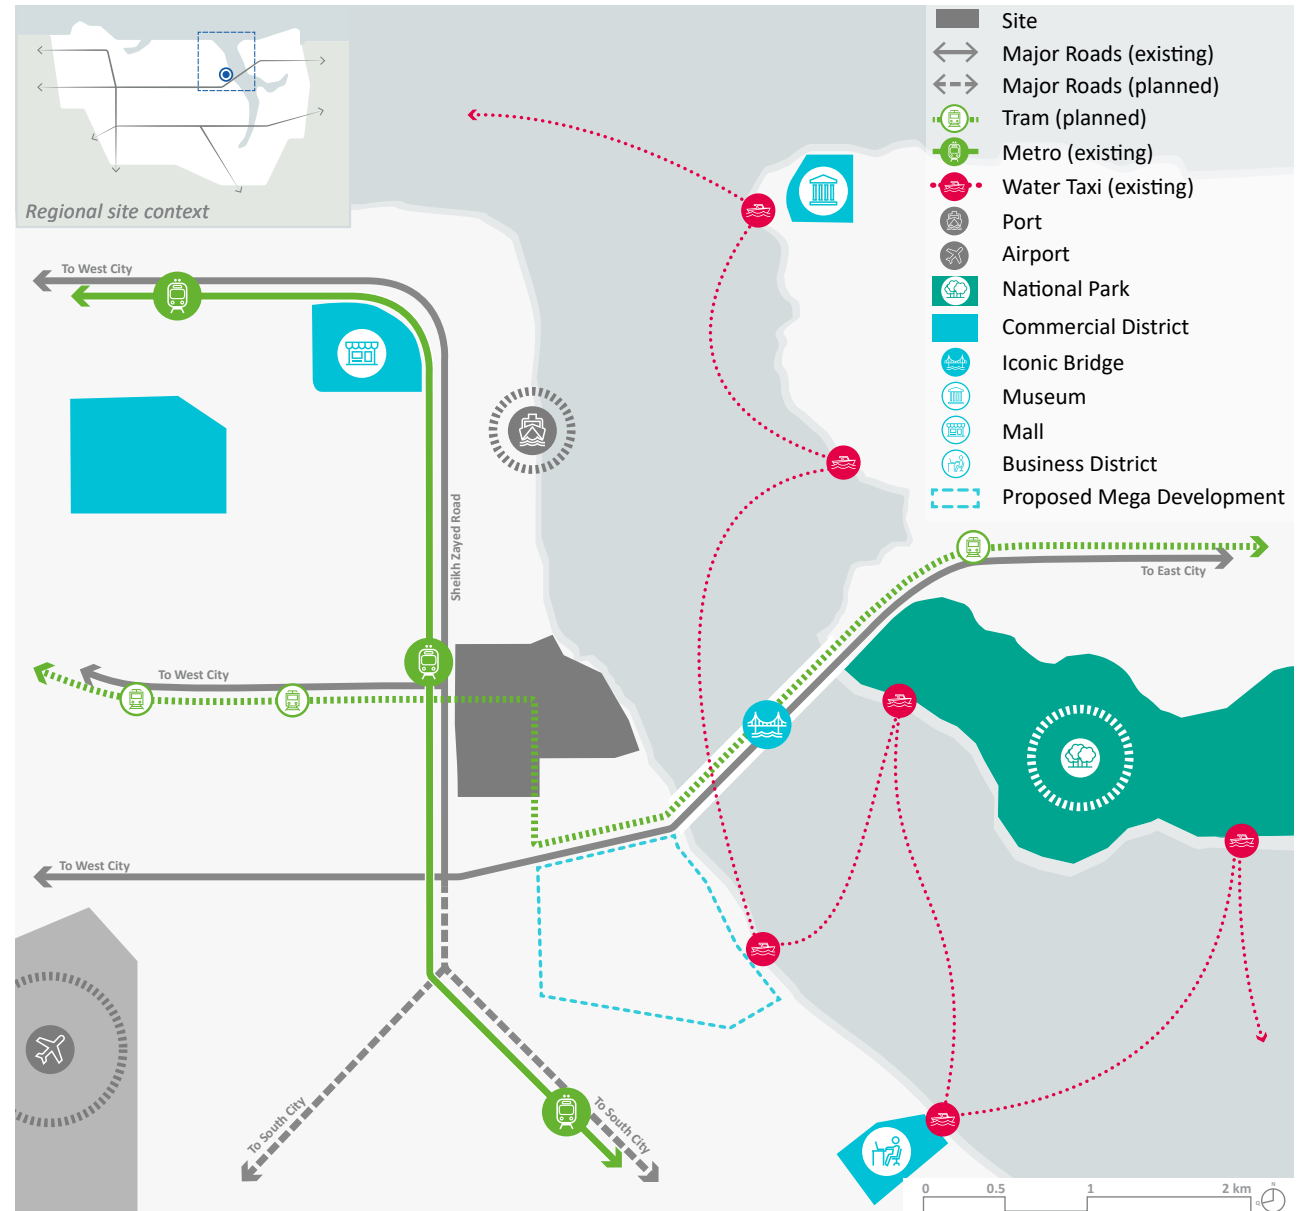 Regional site context
Site
Major Roads (existing)
Major Roads (planned)
Tram (planned)
Metro (existing)
Water Taxi (existing)
Port
Airport
National Park
Commercial District
Iconic Bridge
Museum
Mall
Business District
Proposed Mega Development
To West City
Sheikh Zayed Road
To East City
To West City
To West City
To South City
To South City
0 0.5 1 2 km
N